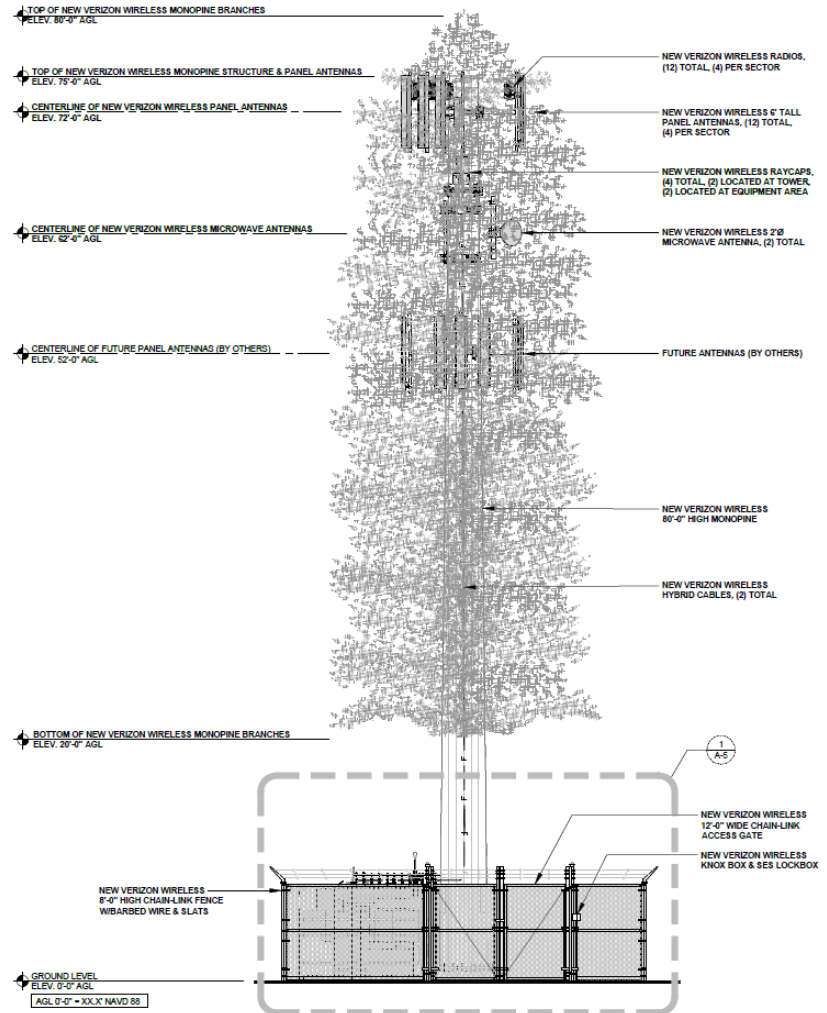 TOP OF NEW VERIZON WIRELESS MONOPINE BRANCHES
ELEV. 80'-0" AGL
TOP OF NEW VERIZON WIRELESS MONOPINE STRUCTURE & PANEL ANTENNAS
ELEV. 75'-0" AGL
CENTERLINE OF NEW VERIZON WIRELESS PANEL ANTENNAS
ELEV. 72'-0" AGL
CENTERLINE OF NEW VERIZON WIRELESS MICROWAVE ANTENNAS
ELEV. 62'-0" AGL
CENTERLINE OF FUTURE PANEL ANTENNAS (BY OTHERS)
ELEV. 52'-0" AGL
BOTTOM OF NEW VERIZON WIRELESS MONOPINE BRANCHES
ELEV. 20'-0" AGL
NEW VERIZON WIRELESS
8'-0" HIGH CHAIN-LINK FENCE
W/BARBED WIRE & SLATS
GROUND LEVEL
ELEV. 0'-0" AGL
AGL 0'-0" = XX.X' NAVD 88
NEW VERIZON WIRELESS RADIOS,
(12) TOTAL, (4) PER SECTOR
NEW VERIZON WIRELESS 6' TALL
PANEL ANTENNAS, (12) TOTAL,
(4) PER SECTOR
NEW VERIZON WIRELESS RAYCAPS,
(4) TOTAL, (2) LOCATED AT TOWER,
(2) LOCATED AT EQUIPMENT AREA
NEW VERIZON WIRELESS 2'Ø
MICROWAVE ANTENNA, (2) TOTAL
FUTURE ANTENNAS (BY OTHERS)
NEW VERIZON WIRELESS
80'-0" HIGH MONOPINE
NEW VERIZON WIRELESS
HYBRID CABLES, (2) TOTAL
1
A-5
NEW VERIZON WIRELESS
12'-0" WIDE CHAIN-LINK
ACCESS GATE
NEW VERIZON WIRELESS
KNOX BOX & SES LOCKBOX